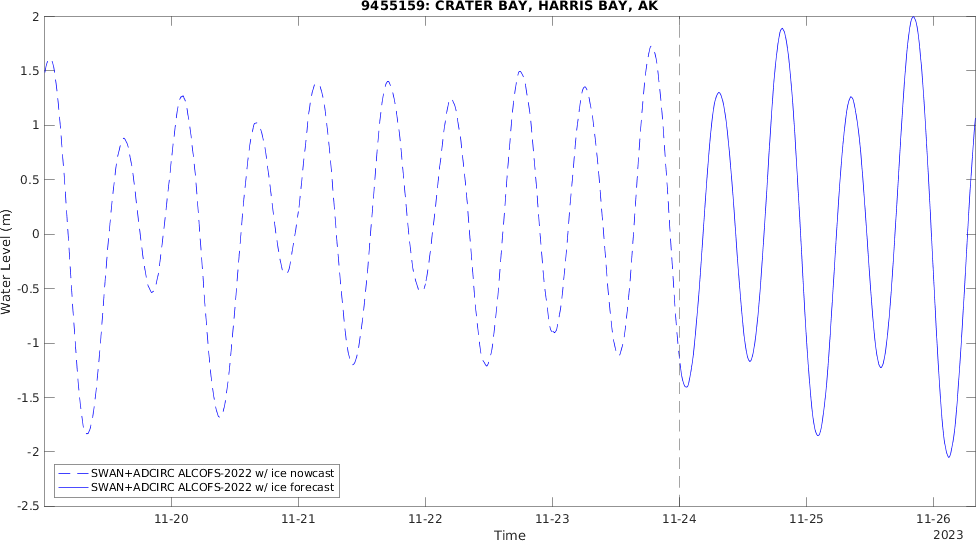 9455159: CRATER BAY, HARRIS BAY, AK
2
1.5
1
0.5
0
-0.5
-1
-1.5
-2
-2.5
Water Level (m)
SWAN+ADCIRC ALCOFS-2022 w/ ice nowcast
SWAN+ADCIRC ALCOFS-2022 w/ ice forecast
11-20 11-21 11-22 11-23 11-24 11-25 11-26
Time
2023